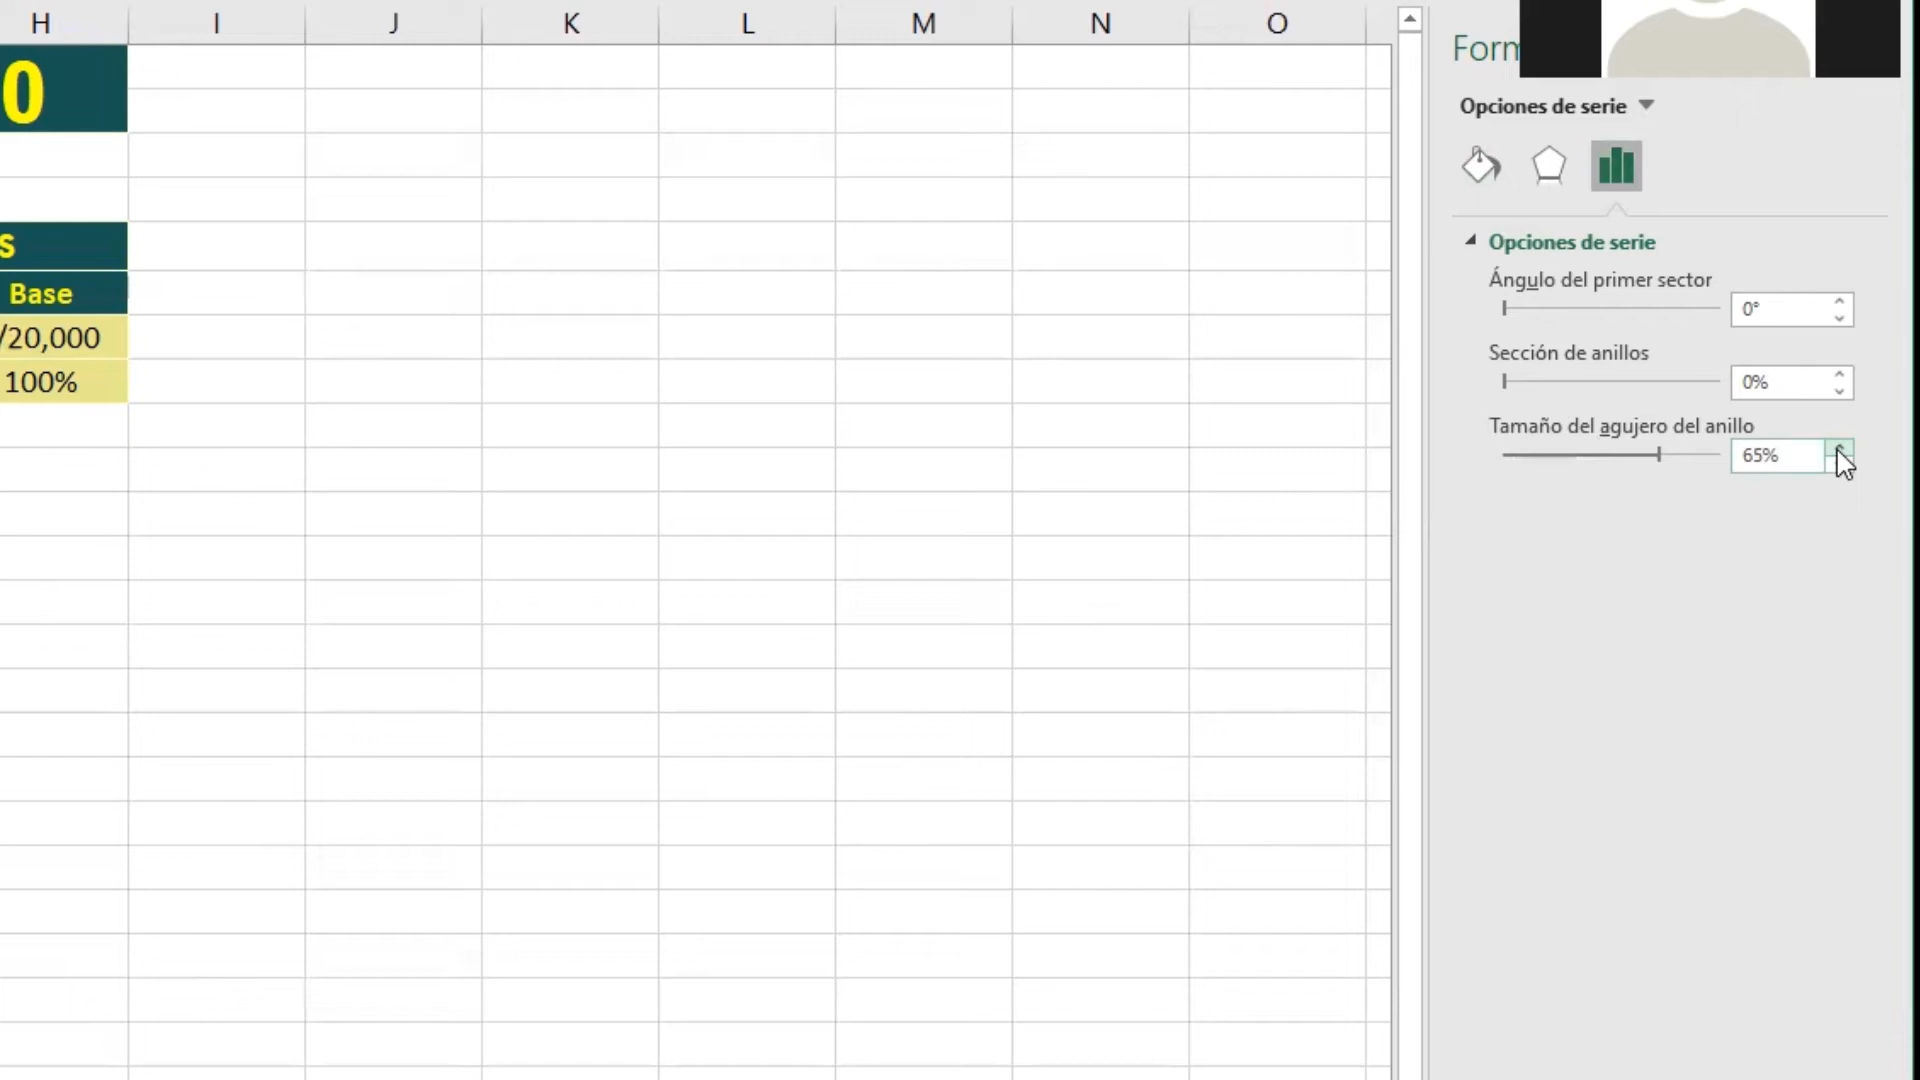 H I J K L M N O
0
S
Base
/20,000
100%
Form
Opciones de serie
Opciones de serie
Ángulo del primer sector
0°
Sección de anillos
0%
Tamaño del agujero del anillo
65%